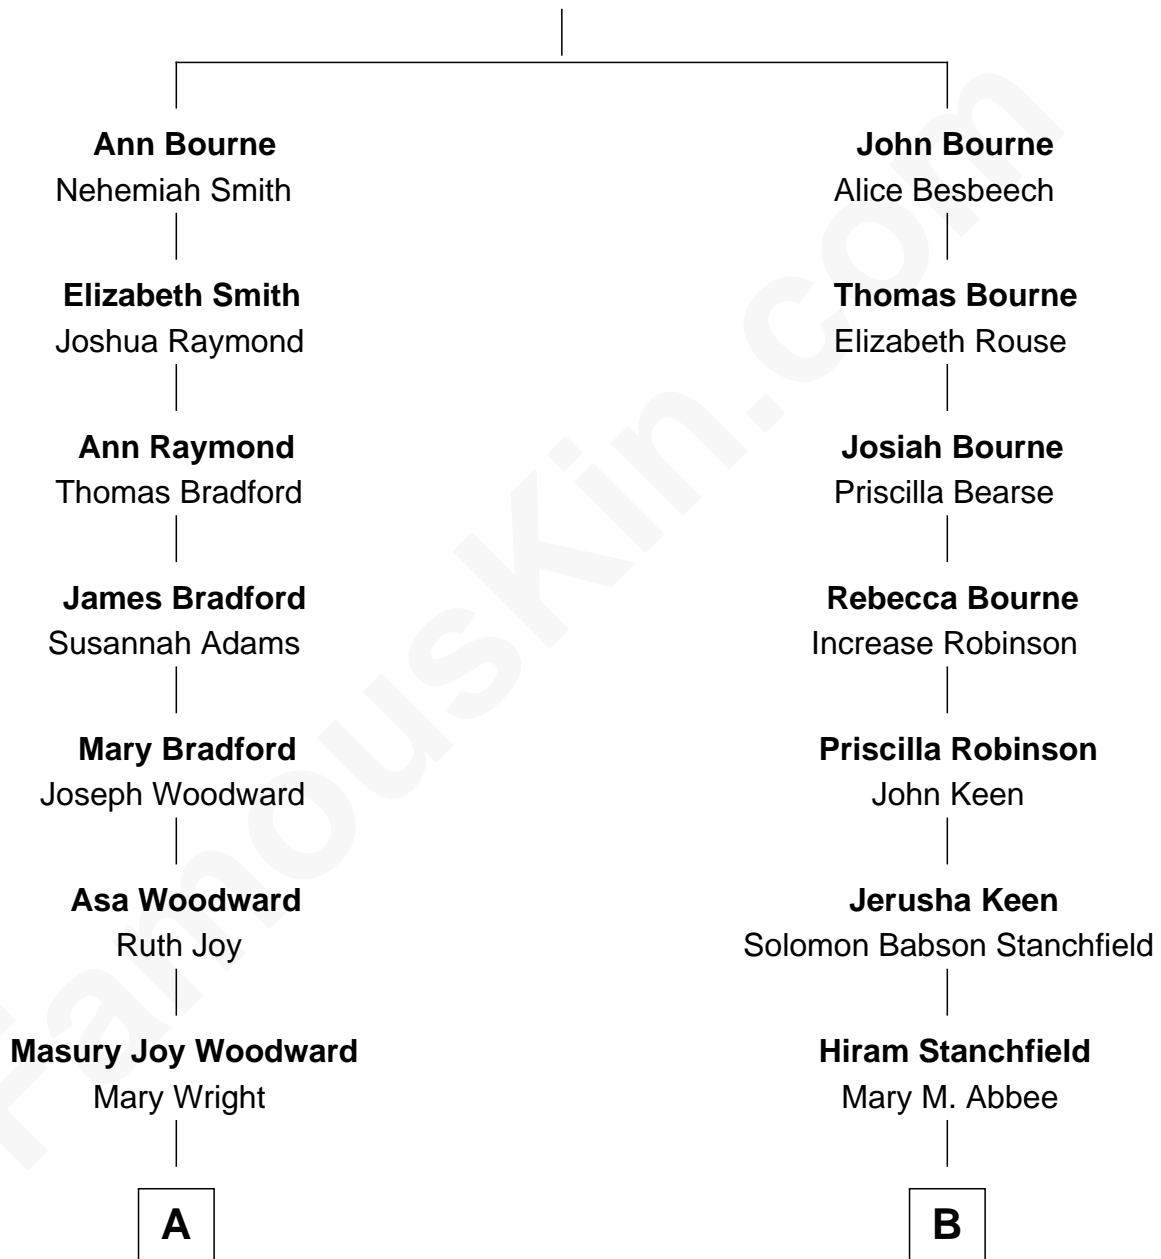 Ann Bourne
Nehemiah Smith
Elizabeth Smith
Joshua Raymond
Ann Raymond
Thomas Bradford
James Bradford
Susannah Adams
Mary Bradford
Joseph Woodward
Asa Woodward
Ruth Joy
Masury Joy Woodward
Mary Wright
A
John Bourne
Alice Besbeech
Thomas Bourne
Elizabeth Rouse
Josiah Bourne
Priscilla Bearse
Rebecca Bourne
Increase Robinson
Priscilla Robinson
John Keen
Jerusha Keen
Solomon Babson Stanchfield
Hiram Stanchfield
Mary M. Abbee
B
FamousKin.com